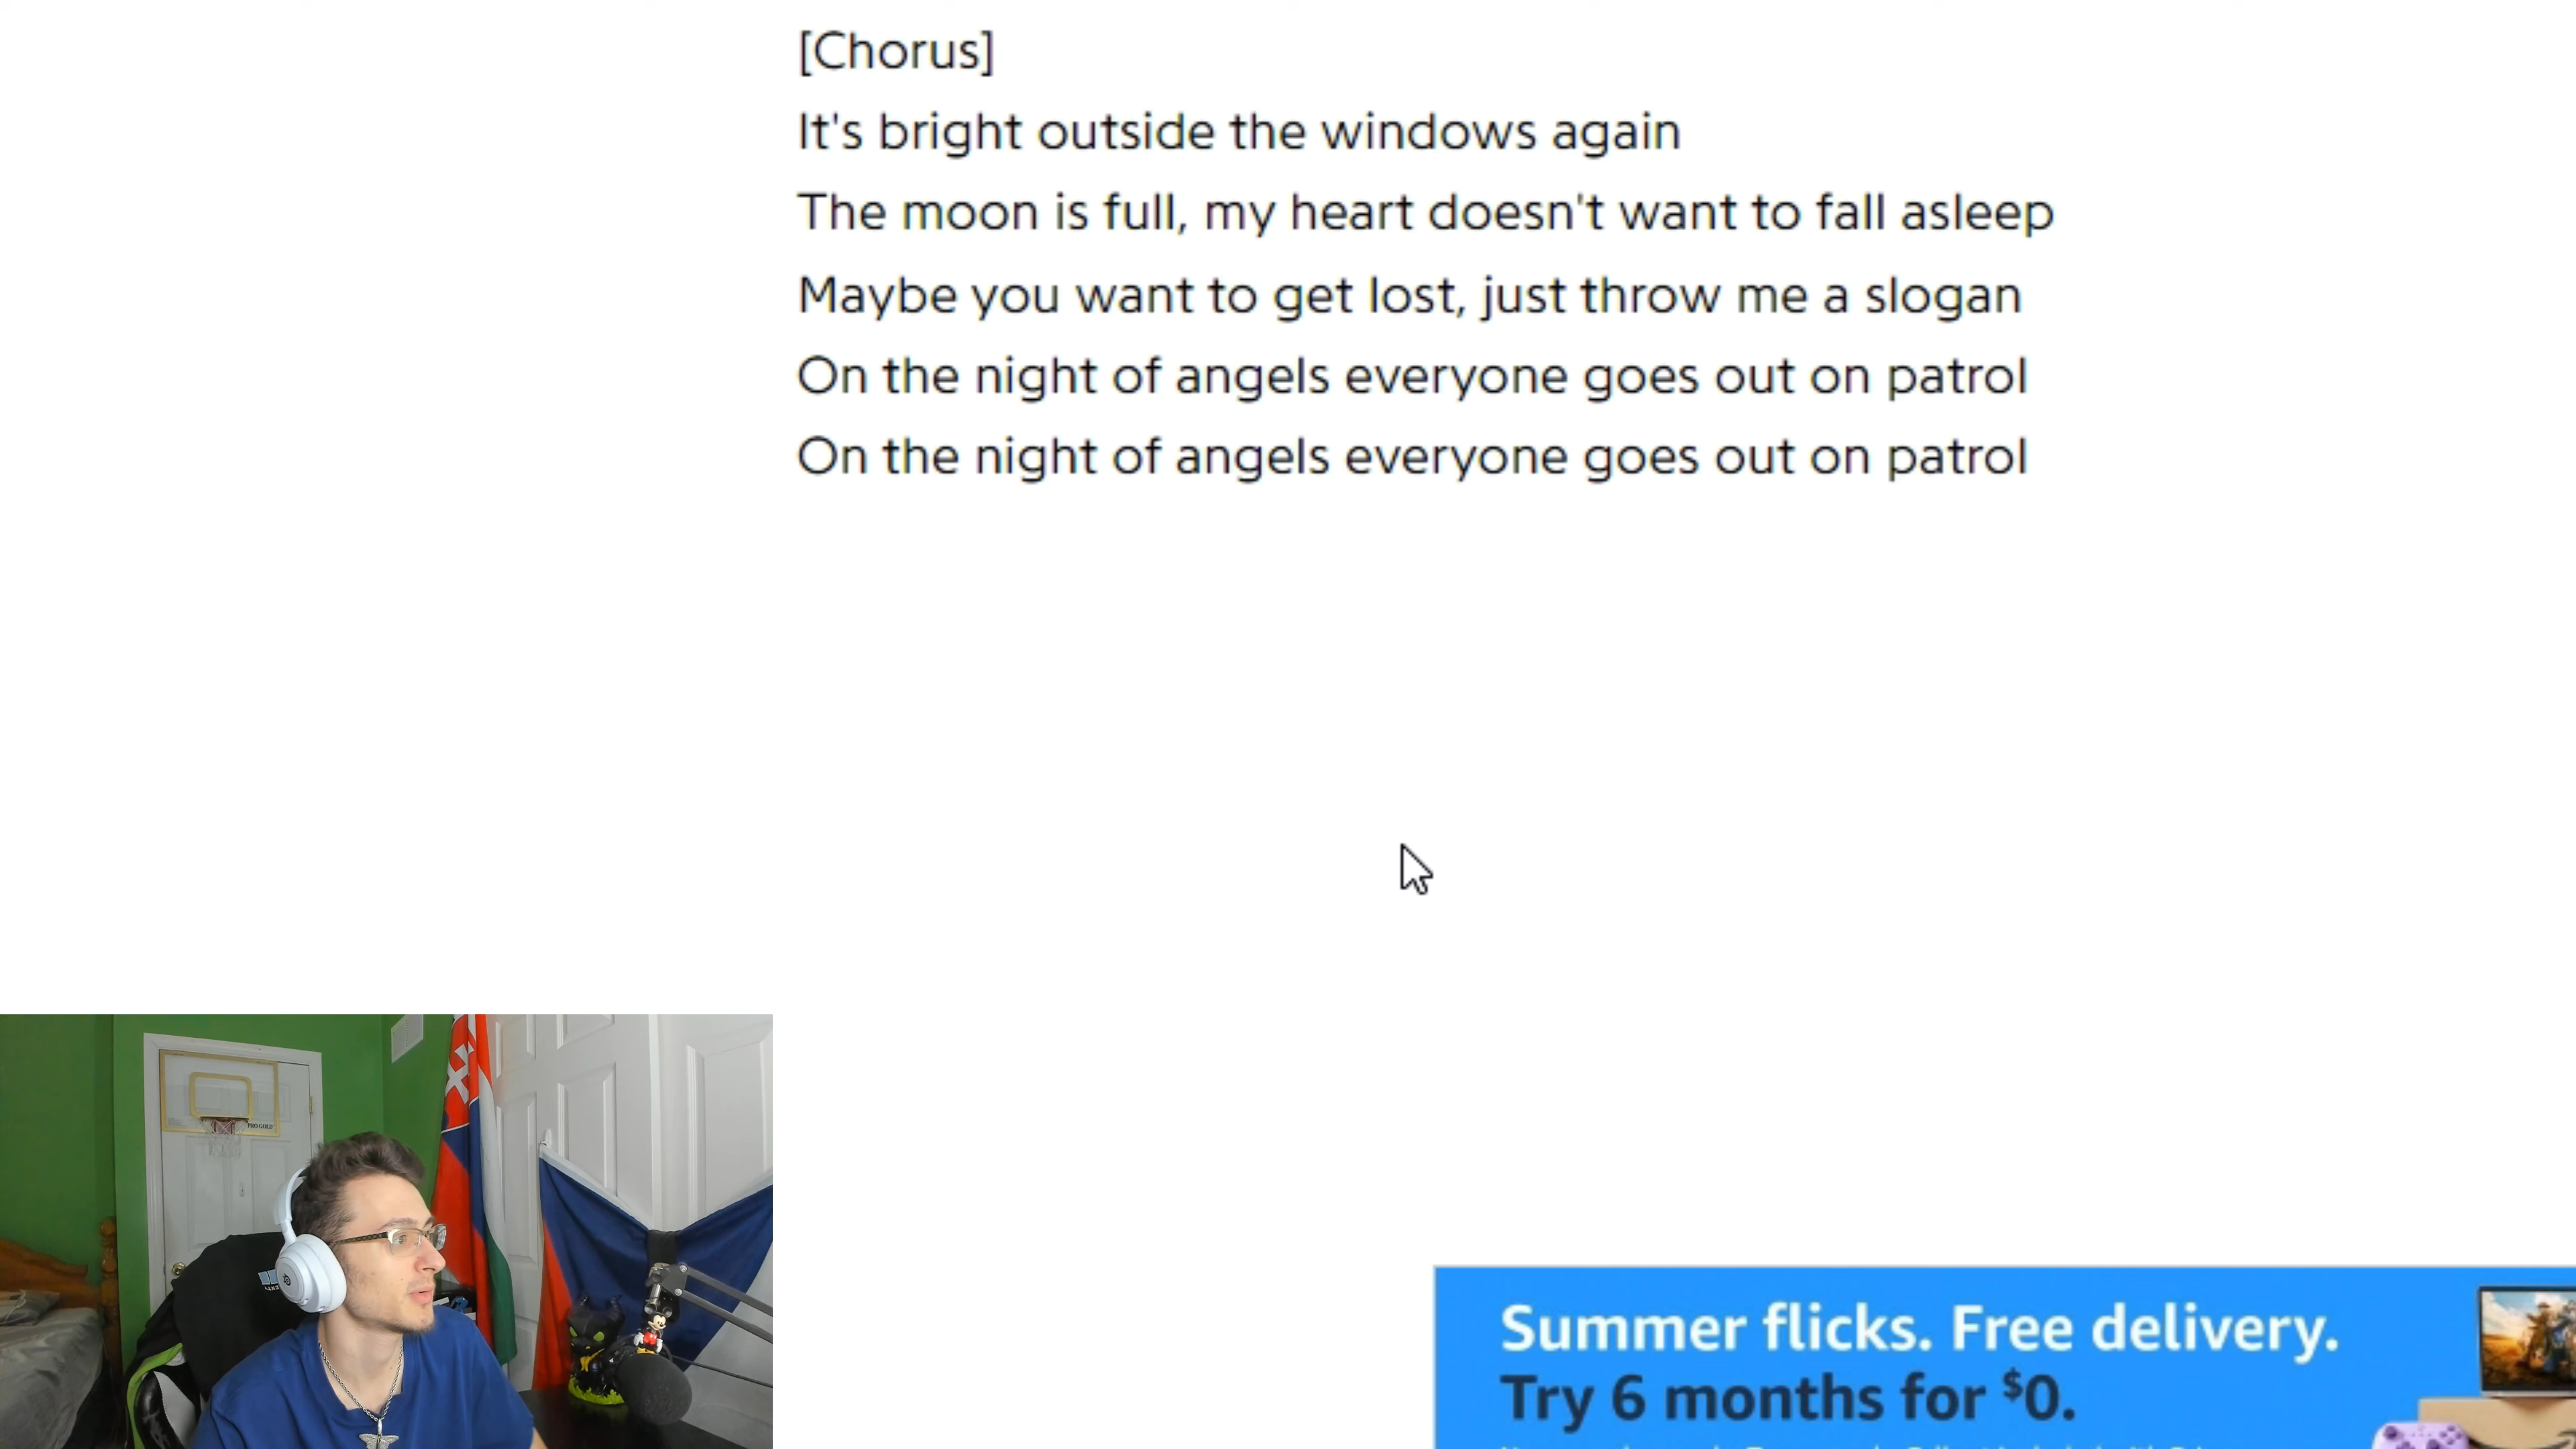 [Chorus]
It's bright outside the windows again
The moon is full, my heart doesn't want to fall asleep
Maybe you want to get lost, just throw me a slogan
On the night of angels everyone goes out on patrol
On the night of angels everyone goes out on patrol
PRO GOLD
Summer flicks. Free delivery.
Try 6 months for $0.